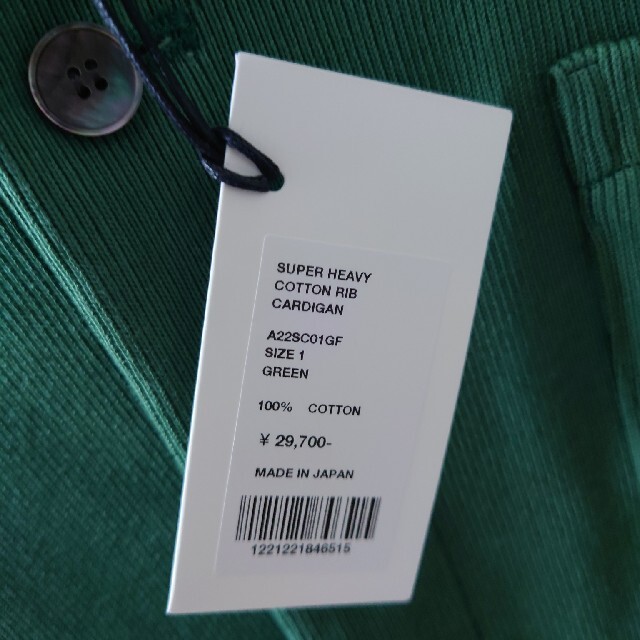 SUPER HEAVY
COTTON RIB
CARDIGAN
A22SC01GF
SIZE 1
GREEN
100% COTTON
¥ 29,700-
MADE IN JAPAN
1221221846515